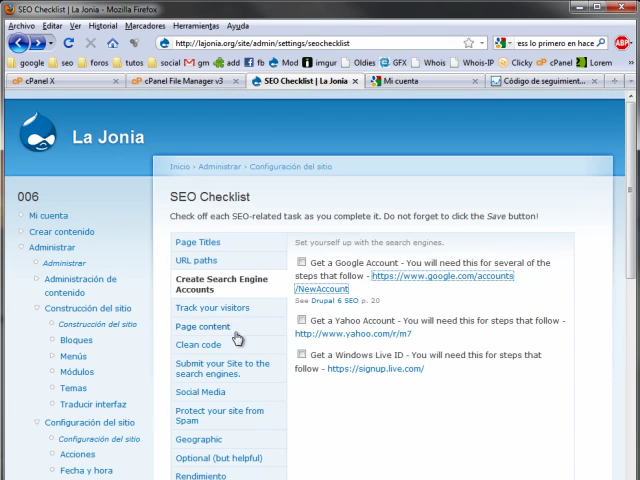 SEO Checklist | La Jonia - Mozilla Firefox
Archivo Editar Ver Historial Marcadores Herramientas Ayuda
http://lajonia.org/site/admin/settings/seochecklist
ess lo primero en hace
ABP
google seo foros tutos social gm add fb Mod imgur Oldies GFX Whois Whois-IP Clicky cPanel Lorem
cPanel X
cPanel File Manager v3
SEO Checklist | La Jonia
Mi cuenta
Código de seguimient...
La Jonia
Inicio › Administrar › Configuración del sitio
006
Mi cuenta
Crear contenido
Administrar
Administrar
Administración de
contenido
Construcción del sitio
Construcción del sitio
Bloques
Menús
Módulos
Temas
Traducir interfaz
Configuración del sitio
Configuración del sitio
Acciones
Fecha y hora
SEO Checklist
Check off each SEO-related task as you complete it. Do not forget to click the Save button!
Page Titles
URL paths
Create Search Engine
Accounts
Track your visitors
Page content
Clean code
Submit your Site to the
search engines.
Social Media
Protect your site from
Spam
Geographic
Optional (but helpful)
Rendimiento
Set yourself up with the search engines.
Get a Google Account - You will need this for several of the
steps that follow - https://www.google.com/accounts
/NewAccount
See Drupal 6 SEO p. 20
Get a Yahoo Account - You will need this for steps that follow -
http://www.yahoo.com/r/m7
Get a Windows Live ID - You will need this for steps that
follow - https://signup.live.com/